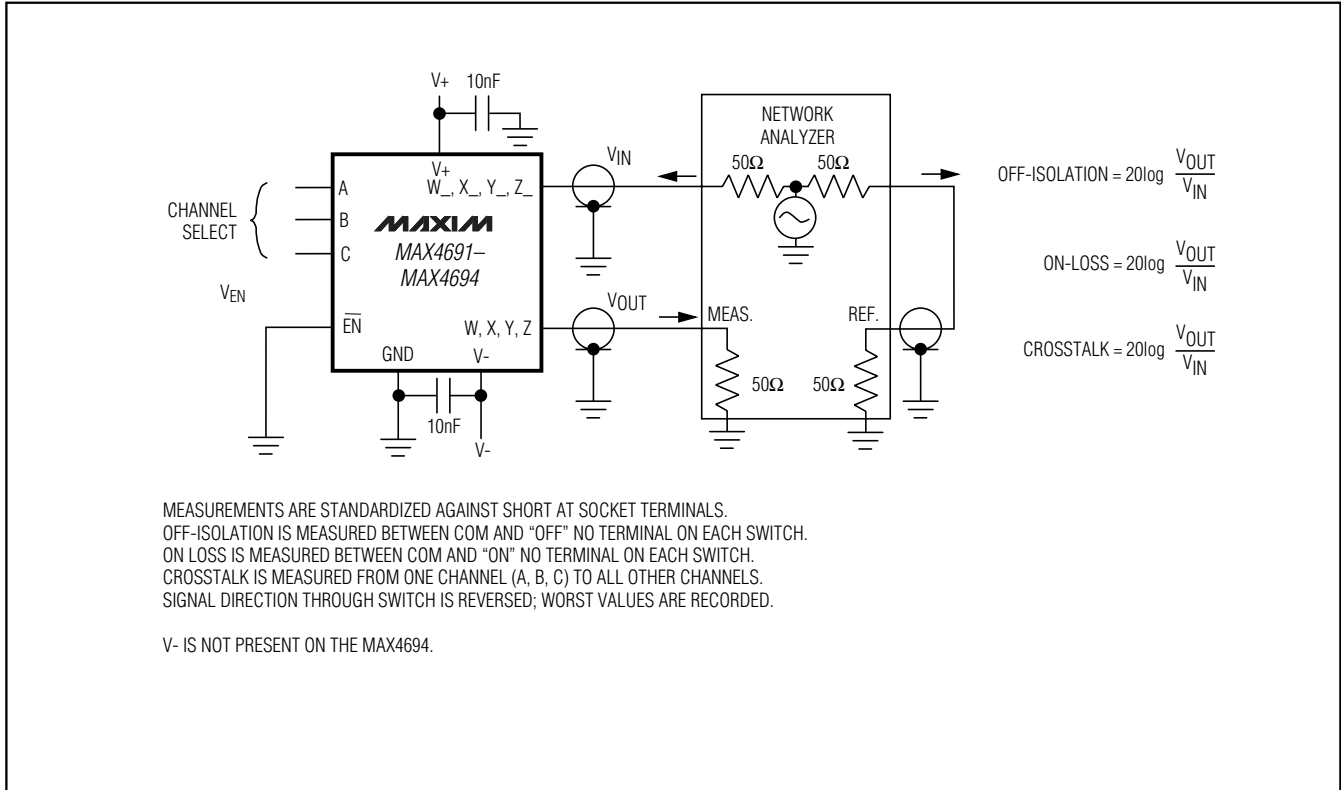 V+ 10nF
V+
W_, X_, Y_, Z_
CHANNEL
SELECT
A
B
C
MAXIM
MAX4691–
MAX4694
VEN
EN
W, X, Y, Z
GND
V-
10nF
V-
VIN
VOUT
NETWORK
ANALYZER
50Ω 50Ω
MEAS. REF.
50Ω 50Ω
OFF-ISOLATION = 20log VOUT
VIN
ON-LOSS = 20log VOUT
VIN
CROSSTALK = 20log VOUT
VIN
MEASUREMENTS ARE STANDARDIZED AGAINST SHORT AT SOCKET TERMINALS.
OFF-ISOLATION IS MEASURED BETWEEN COM AND “OFF” NO TERMINAL ON EACH SWITCH.
ON LOSS IS MEASURED BETWEEN COM AND “ON” NO TERMINAL ON EACH SWITCH.
CROSSTALK IS MEASURED FROM ONE CHANNEL (A, B, C) TO ALL OTHER CHANNELS.
SIGNAL DIRECTION THROUGH SWITCH IS REVERSED; WORST VALUES ARE RECORDED.
V- IS NOT PRESENT ON THE MAX4694.